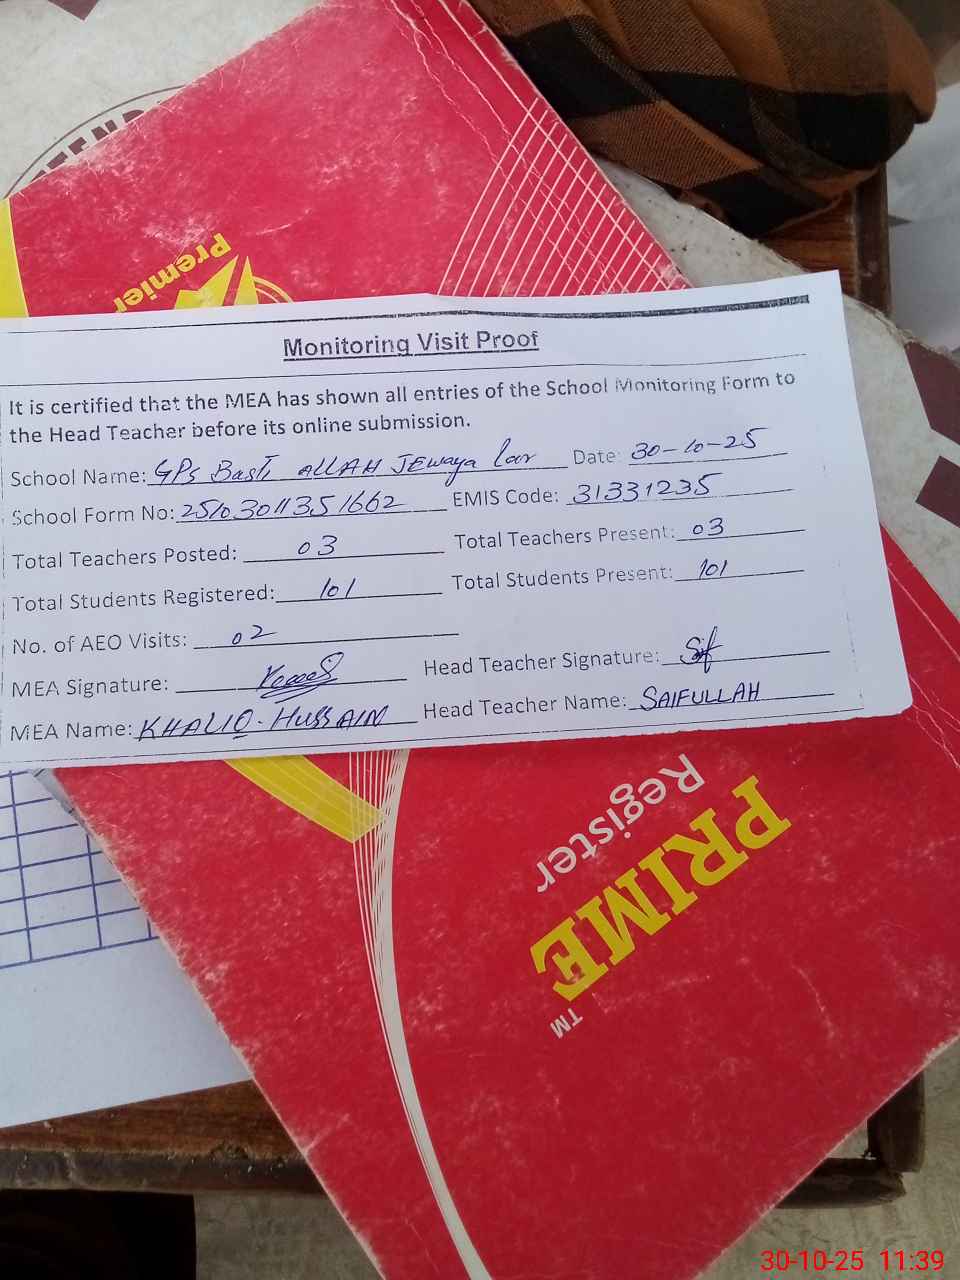 EEND
Premier
Monitoring Visit Proof
It is certified that the MEA has shown all entries of the School Monitoring Form to
the Head Teacher before its online submission.
School Name: GPS Basti ALLAH JEWaya Lar Date: 30-10-25
School Form No: 25103011351662 EMIS Code: 31331235
Total Teachers Posted: 03 Total Teachers Present: 03
Total Students Registered: 101 Total Students Present: 101
No. of AEO Visits: 02
MEA Signature: Head Teacher Signature: Saif
MEA Name: KHALIQ-HUSSAIN Head Teacher Name: SAIFULLAH
PRIME
Register
TM
30-10-25 11:39